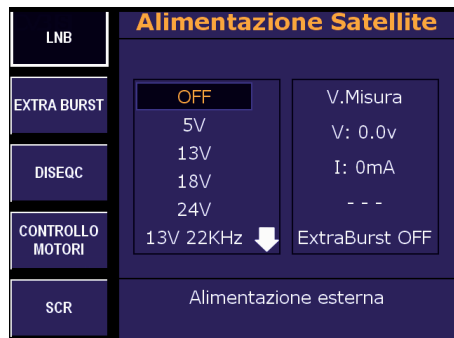 LNB
EXTRA BURST
DISEQC
CONTROLLO
MOTORI
SCR
Alimentazione Satellite
OFF
5V
13V
18V
24V
13V 22KHz
V.Misura
V: 0.0v
I: 0mA
- - -
ExtraBurst OFF
Alimentazione esterna